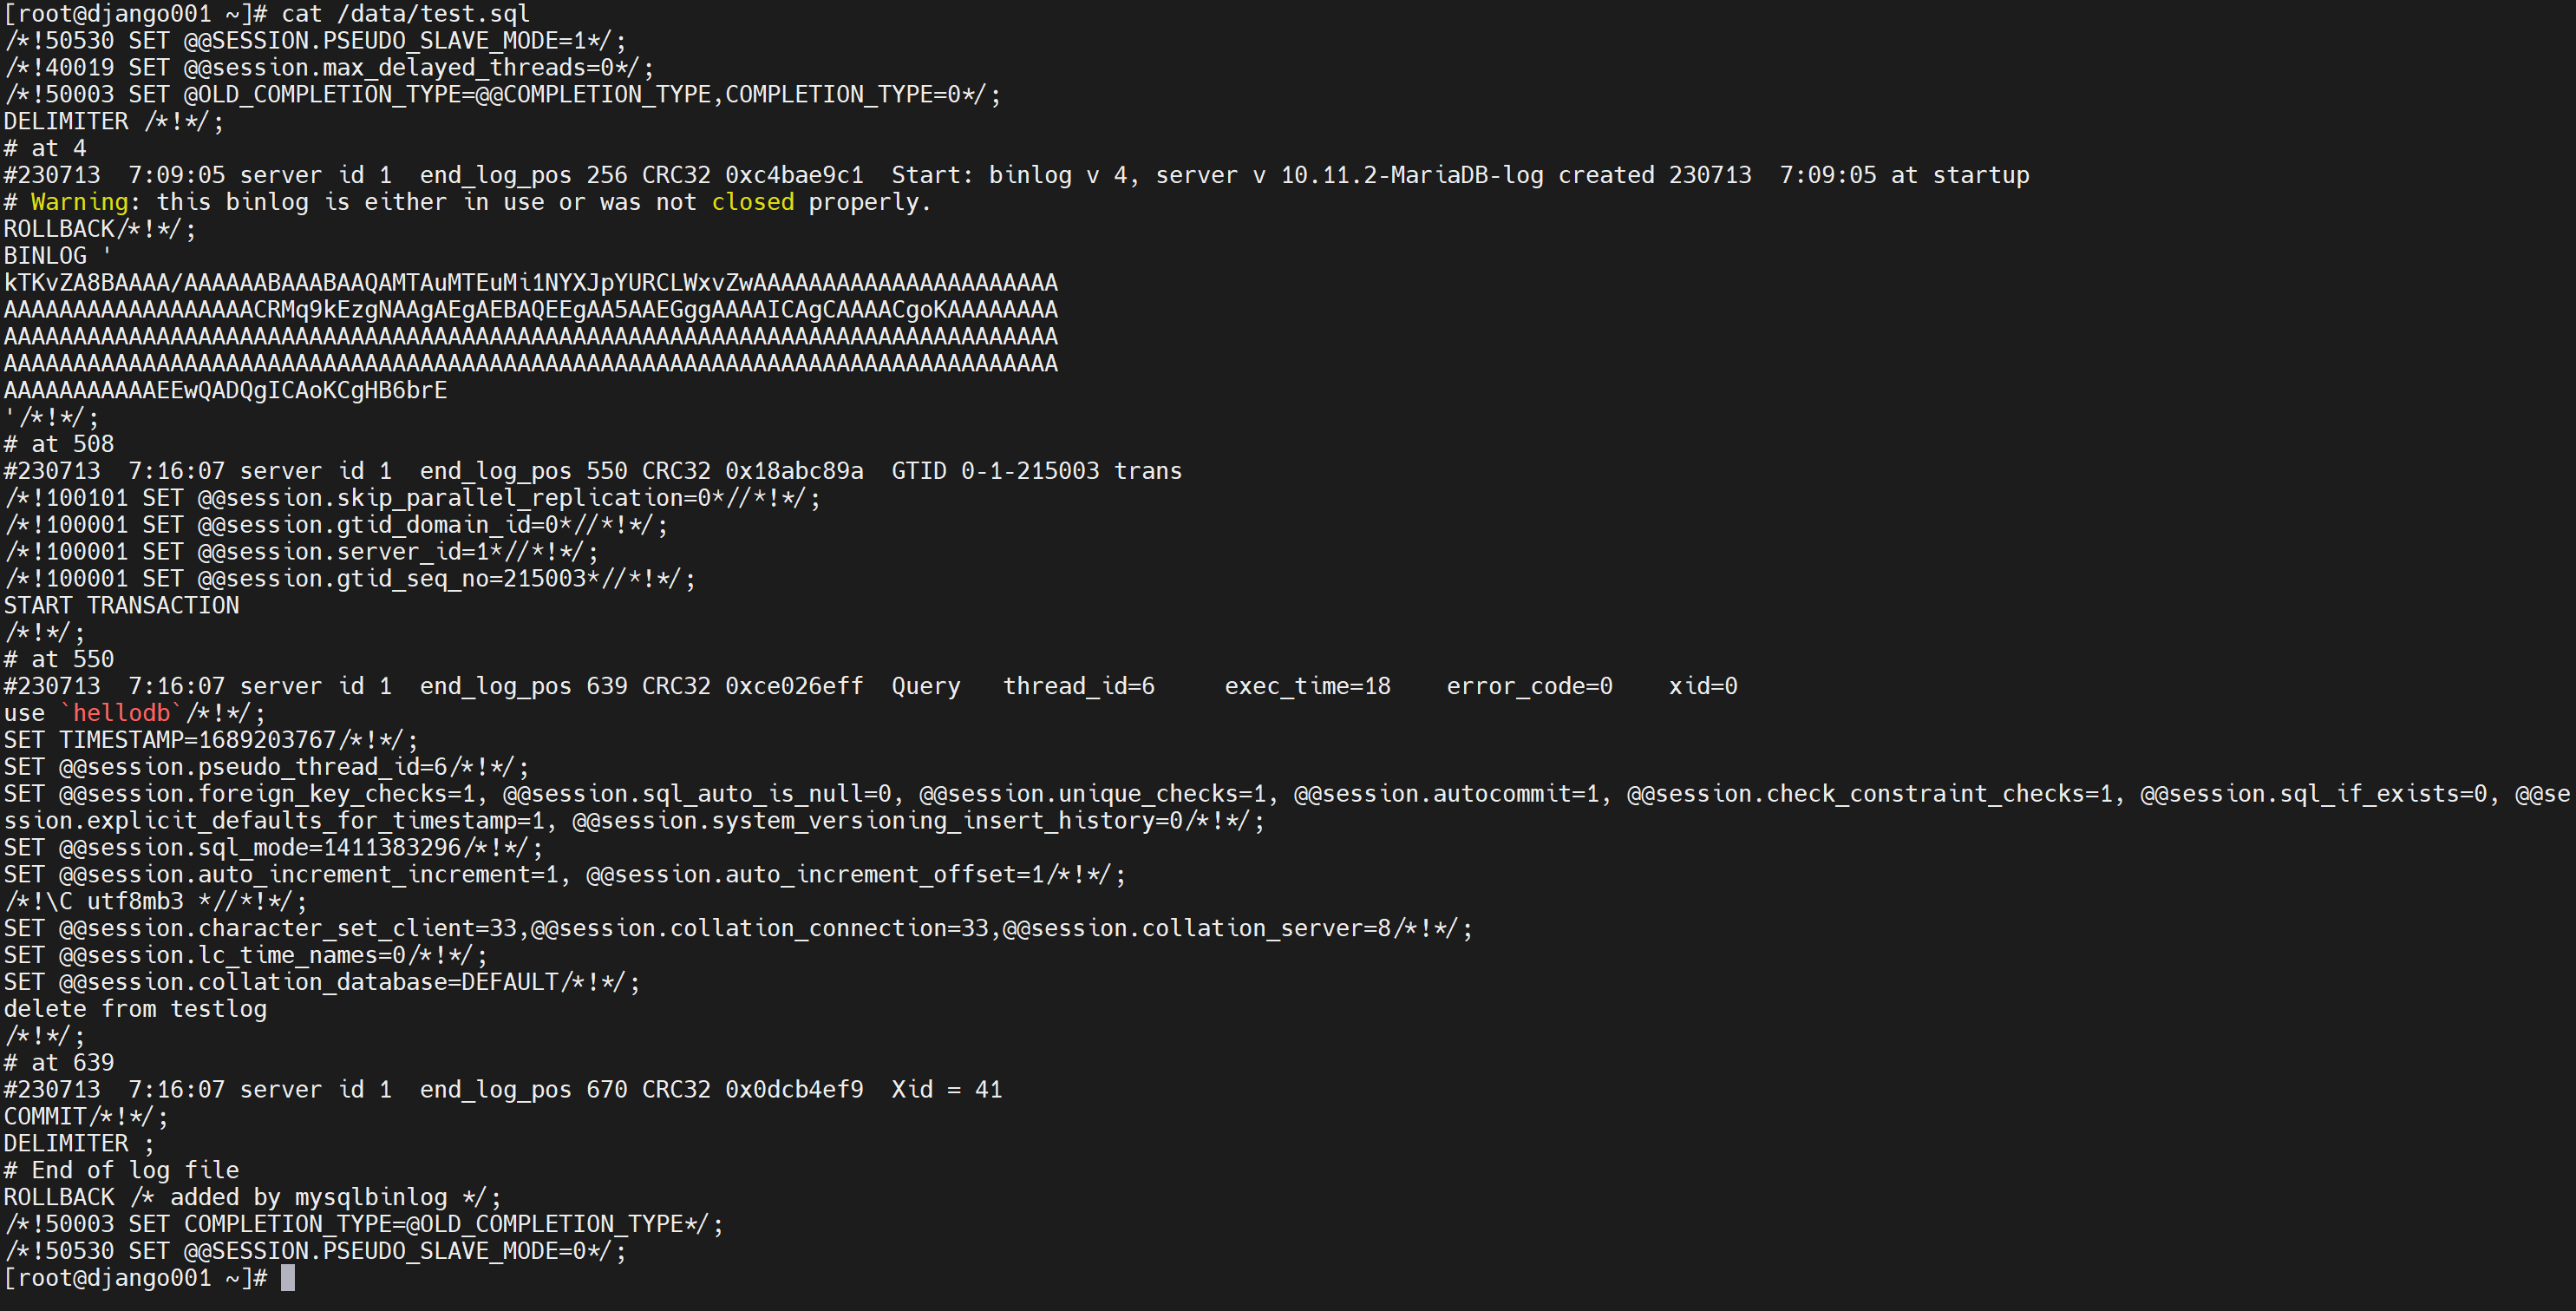 [root@django001 ~]# cat /data/test.sql
/*!50530 SET @@SESSION.PSEUDO_SLAVE_MODE=1*/;
/*!40019 SET @@session.max_delayed_threads=0*/;
/*!50003 SET @OLD_COMPLETION_TYPE=@@COMPLETION_TYPE,COMPLETION_TYPE=0*/;
DELIMITER /*!*/;
# at 4
#230713  7:09:05 server id 1  end_log_pos 256 CRC32 0xc4bae9c1  Start: binlog v 4, server v 10.11.2-MariaDB-log created 230713  7:09:05 at startup
# Warning: this binlog is either in use or was not closed properly.
ROLLBACK/*!*/;
BINLOG '
kTKvZA8BAAAA/AAAAAABAAABAAQAMTAuMTEuMi1NYXJpYURCLWxvZwAAAAAAAAAAAAAAAAAAAAAA
AAAAAAAAAAAAAAAAAACRMq9kEzgNAAgAEgAEBAQEEgAA5AAEGggAAAAICAgCAAAACgoKAAAAAAAA
AAAAAAAAAAAAAAAAAAAAAAAAAAAAAAAAAAAAAAAAAAAAAAAAAAAAAAAAAAAAAAAAAAAAAAAAAAAA
AAAAAAAAAAAAAAAAAAAAAAAAAAAAAAAAAAAAAAAAAAAAAAAAAAAAAAAAAAAAAAAAAAAAAAAAAAAA
AAAAAAAAAAAEEwQADQgICAoKCgHB6brE
'/*!*/;
# at 508
#230713  7:16:07 server id 1  end_log_pos 550 CRC32 0x18abc89a  GTID 0-1-215003 trans
/*!100101 SET @@session.skip_parallel_replication=0*//*!*/;
/*!100001 SET @@session.gtid_domain_id=0*//*!*/;
/*!100001 SET @@session.server_id=1*//*!*/;
/*!100001 SET @@session.gtid_seq_no=215003*//*!*/;
START TRANSACTION
/*!*/;
# at 550
#230713  7:16:07 server id 1  end_log_pos 639 CRC32 0xce026eff  Query   thread_id=6     exec_time=18    error_code=0    xid=0
use `hellodb`/*!*/;
SET TIMESTAMP=1689203767/*!*/;
SET @@session.pseudo_thread_id=6/*!*/;
SET @@session.foreign_key_checks=1, @@session.sql_auto_is_null=0, @@session.unique_checks=1, @@session.autocommit=1, @@session.check_constraint_checks=1, @@session.sql_if_exists=0, @@se
ssion.explicit_defaults_for_timestamp=1, @@session.system_versioning_insert_history=0/*!*/;
SET @@session.sql_mode=1411383296/*!*/;
SET @@session.auto_increment_increment=1, @@session.auto_increment_offset=1/*!*/;
/*!\C utf8mb3 *//*!*/;
SET @@session.character_set_client=33,@@session.collation_connection=33,@@session.collation_server=8/*!*/;
SET @@session.lc_time_names=0/*!*/;
SET @@session.collation_database=DEFAULT/*!*/;
delete from testlog
/*!*/;
# at 639
#230713  7:16:07 server id 1  end_log_pos 670 CRC32 0x0dcb4ef9  Xid = 41
COMMIT/*!*/;
DELIMITER ;
# End of log file
ROLLBACK /* added by mysqlbinlog */;
/*!50003 SET COMPLETION_TYPE=@OLD_COMPLETION_TYPE*/;
/*!50530 SET @@SESSION.PSEUDO_SLAVE_MODE=0*/;
[root@django001 ~]#